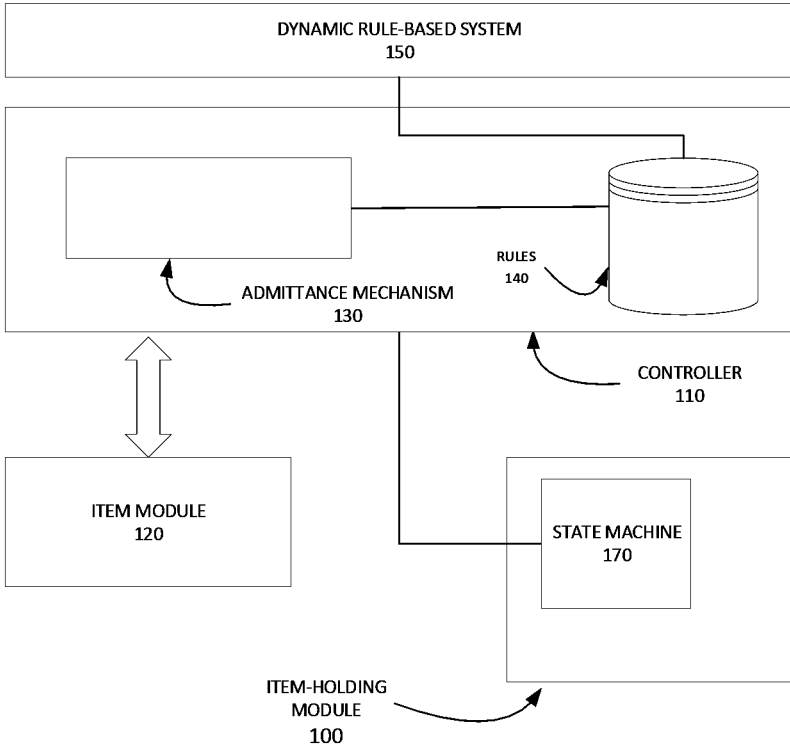 DYNAMIC RULE-BASED SYSTEM
150
RULES
140
ADMITTANCE MECHANISM
130
CONTROLLER
110
ITEM MODULE
120
STATE MACHINE
170
ITEM-HOLDING
MODULE
100